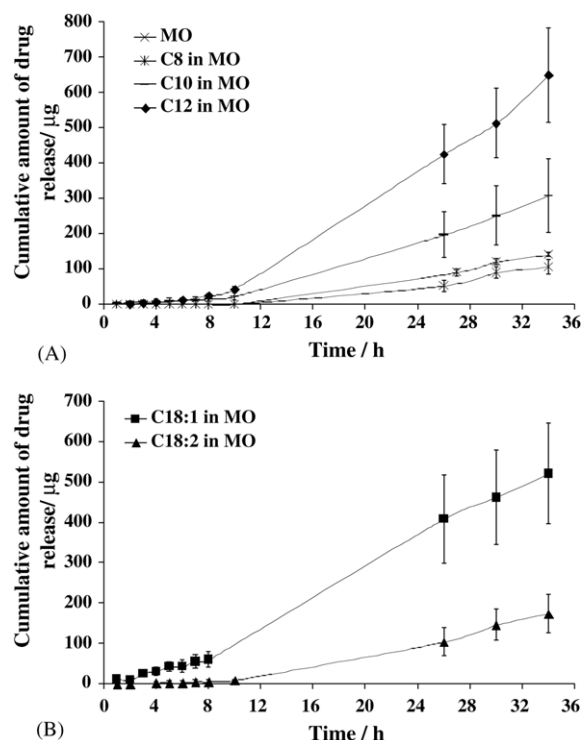 800
700
600
500
400
300
200
100
0
Cumulative amount of drug
release/ μg
MO
C8 in MO
C10 in MO
C12 in MO
0 4 8 12 16 20 24 28 32 36
(A)
Time / h
700
600
500
400
300
200
100
0
Cumulative amount of drug
release/ μg
C18:1 in MO
C18:2 in MO
0 4 8 12 16 20 24 28 32 36
(B)
Time / h